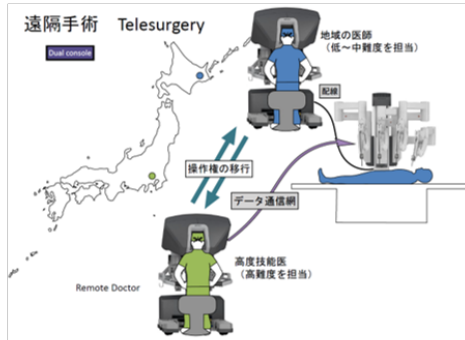 遠隔手術　Telesurgery
Dual console
地域の医師
（低～中難度を担当）
配線
操作権の移行
データ通信網
高度技能医
（高難度を担当）
Remote Doctor